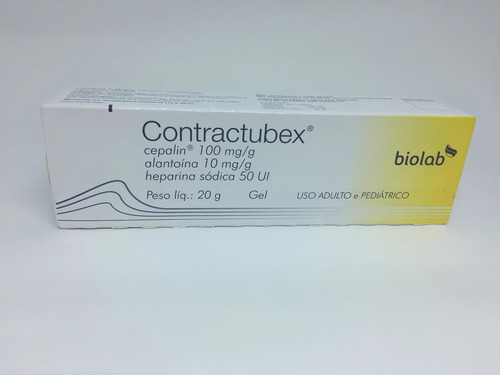 Contractubex®
cepalin® 100 mg/g
alantoína 10 mg/g
heparina sódica 50 UI
Peso líq.: 20 g Gel USO ADULTO e PEDIÁTRICO
biolab